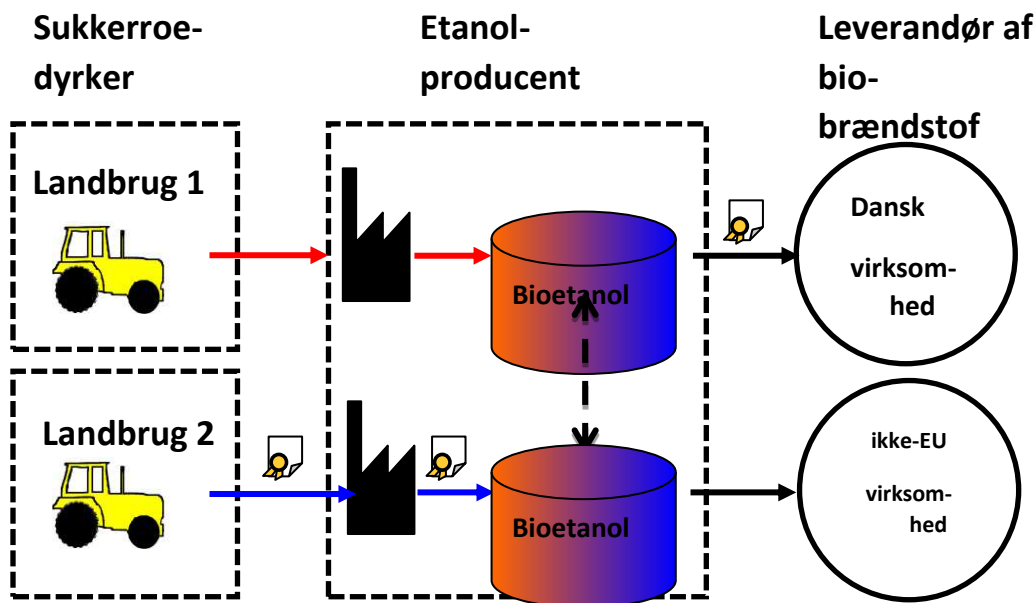 Sukkerroe-
dyrker
Etanol-
producent
Leverandør af
bio-
brændstof
Landbrug 1
Bioetanol
Dansk
virksom-
hed
Landbrug 2
Bioetanol
ikke-EU
virksom-
hed